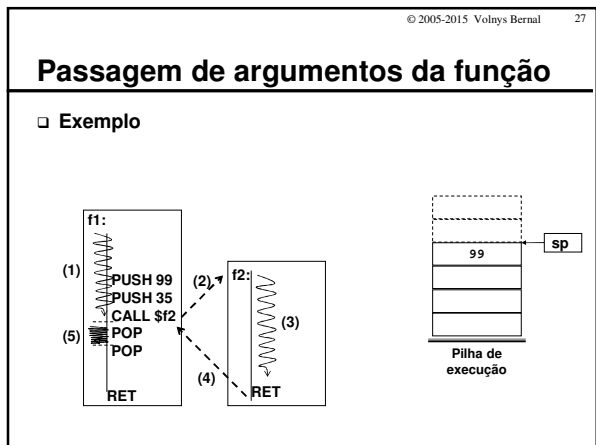 © 2005-2015 Volnys Bernal 27
Passagem de argumentos da função
Exemplo
f1:
(1)
PUSH 99
PUSH 35
CALL $f2
(5)
POP
POP
RET
(2)
f2:
(3)
(4)
RET
99
sp
Pilha de
execução